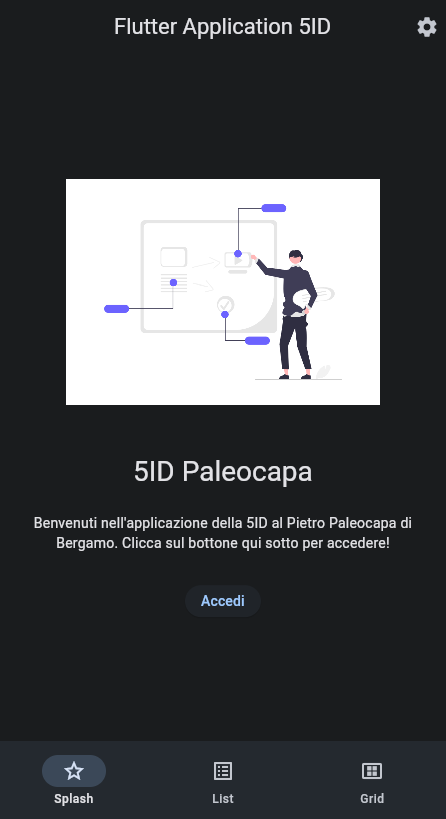 Flutter Application 5ID
5ID Paleocapa
Benvenuti nell'applicazione della 5ID al Pietro Paleocapa di
Bergamo. Clicca sul bottone qui sotto per accedere!
Accedi
Splash
List
Grid